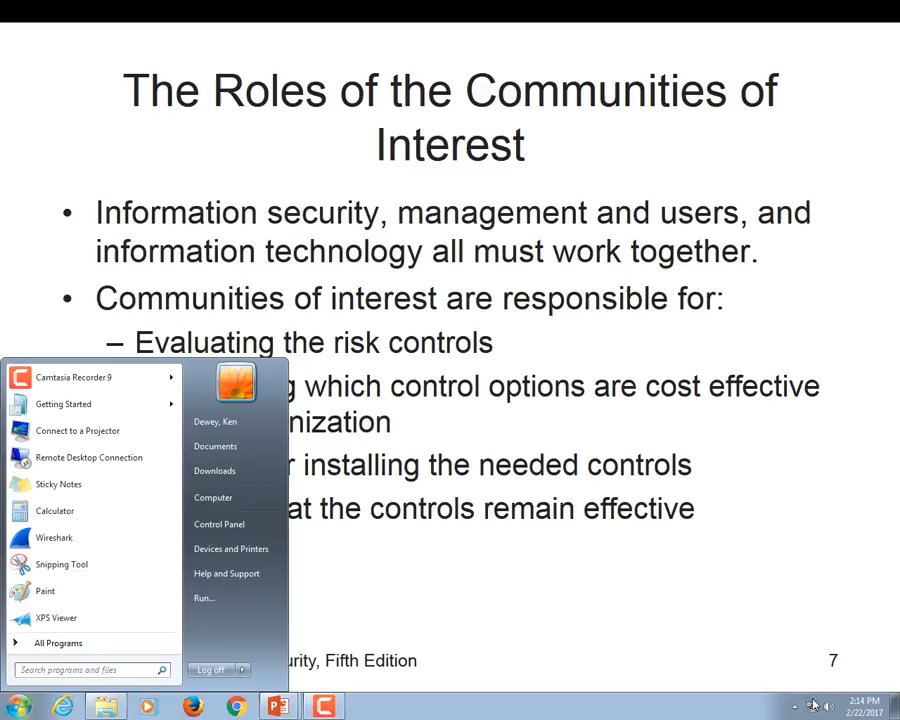 The Roles of the Communities of
Interest
• Information security, management and users, and
information technology all must work together.
• Communities of interest are responsible for:
– Evaluating the risk controls
g which control options are cost effective
nization
r installing the needed controls
at the controls remain effective
urity, Fifth Edition
7
Camtasia Recorder 9
Getting Started
Connect to a Projector
Remote Desktop Connection
Sticky Notes
Calculator
Wireshark
Snipping Tool
Paint
XPS Viewer
All Programs
Search programs and files
Dewey, Ken
Documents
Downloads
Computer
Control Panel
Devices and Printers
Help and Support
Run...
Log off
2:14 PM
2/22/2017